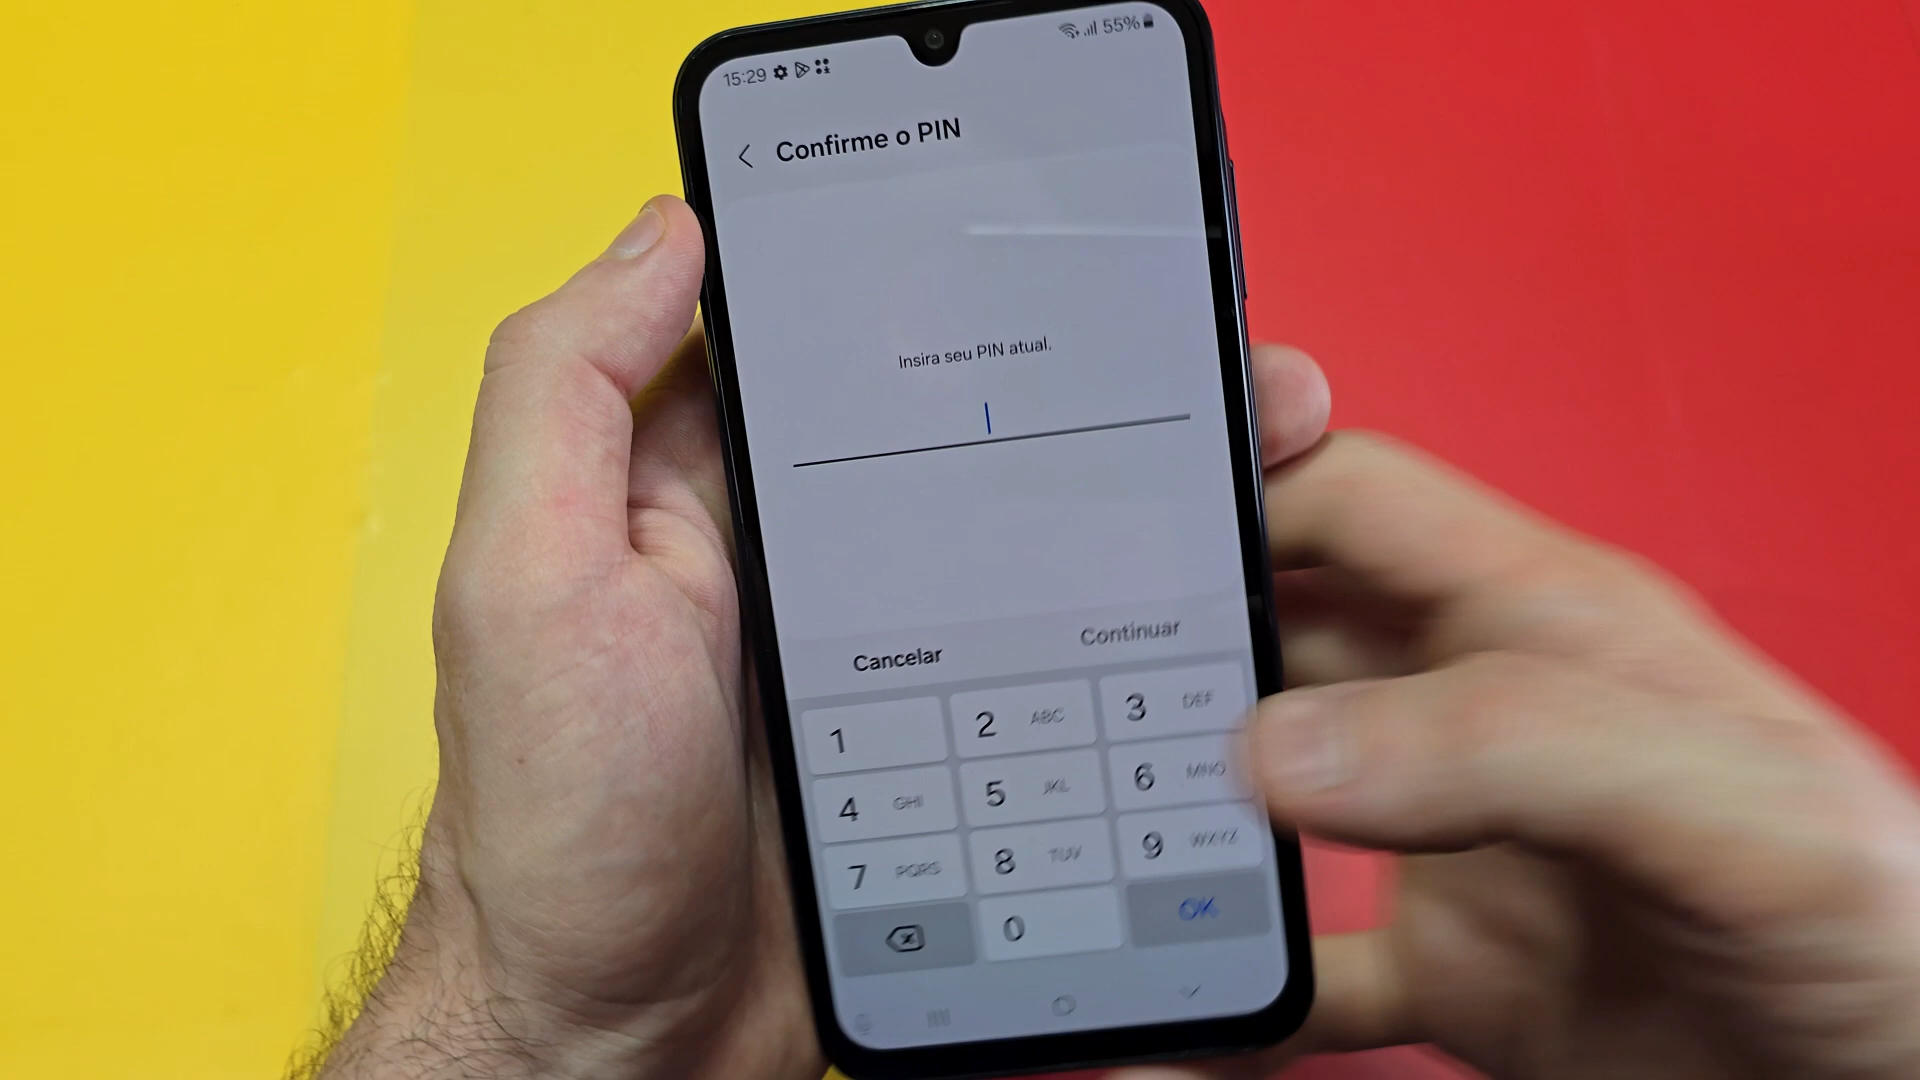 15:29
55%
Confirme o PIN
Insira seu PIN atual.
Cancelar Continuar
1 2 ABC 3 DEF
4 GHI 5 JKL 6 MNO
7 PQRS 8 TUV 9 WXYZ
0 OK